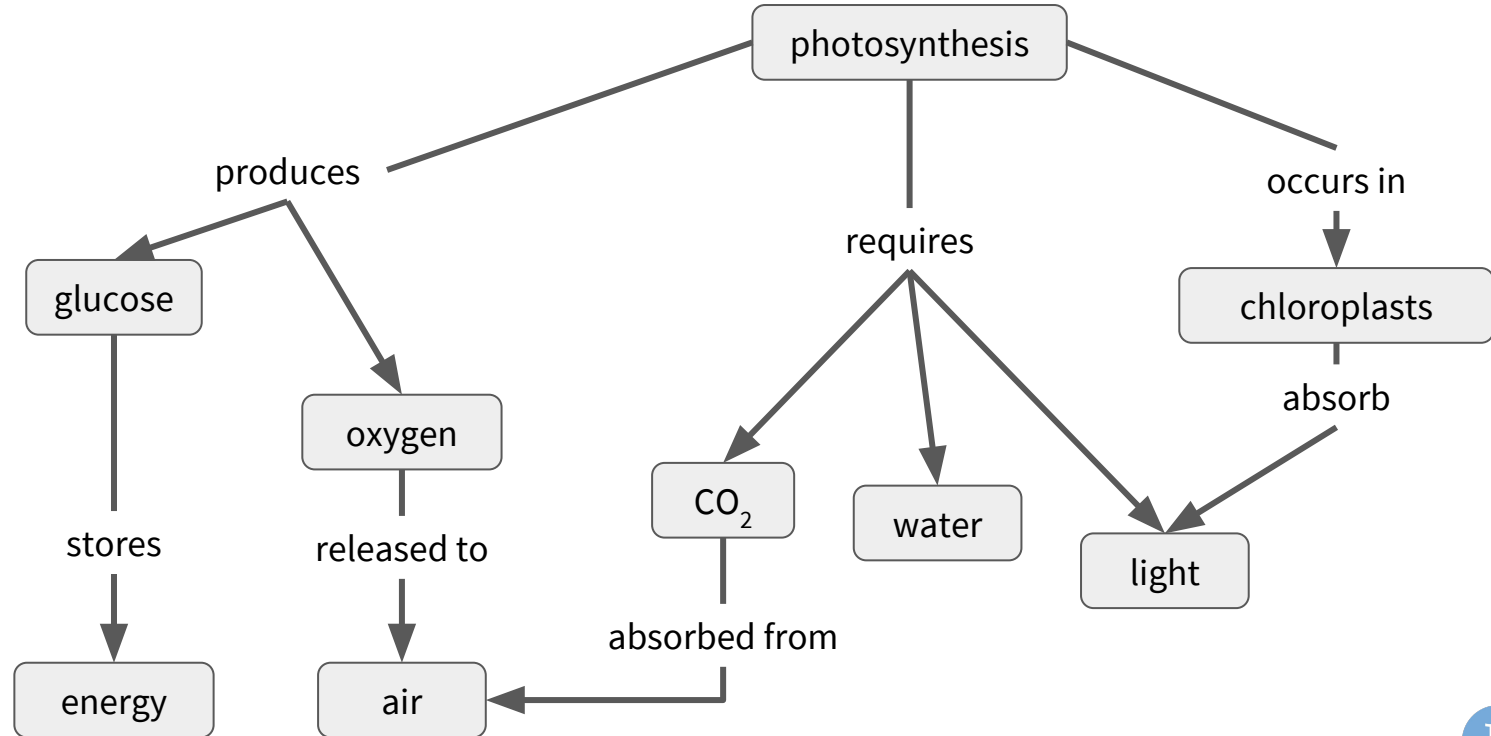 photosynthesis
produces
occurs in
requires
glucose
chloroplasts
absorb
oxygen
CO₂
water
stores
released to
light
absorbed from
energy
air